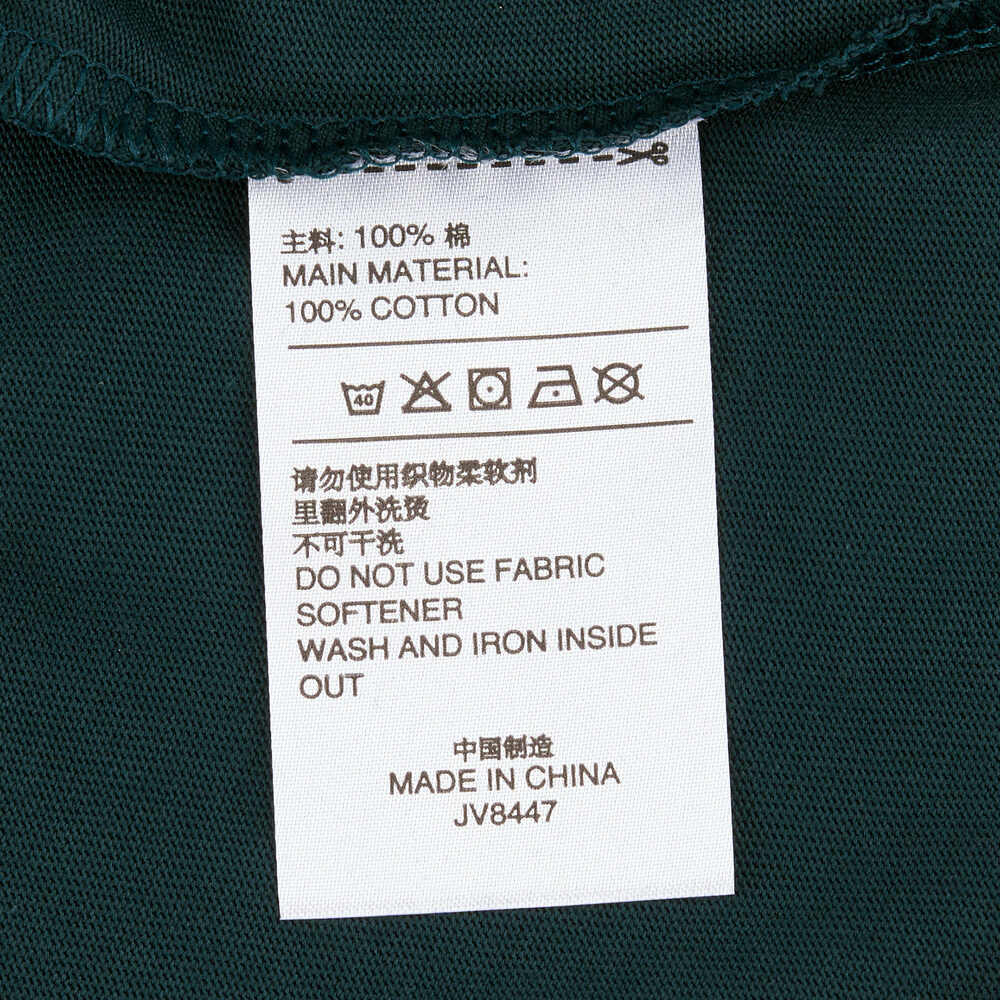 主料: 100% 棉
MAIN MATERIAL:
100% COTTON
40
请勿使用织物柔软剂
里翻外洗烫
不可干洗
DO NOT USE FABRIC
SOFTENER
WASH AND IRON INSIDE
OUT
中国制造
MADE IN CHINA
JV8447